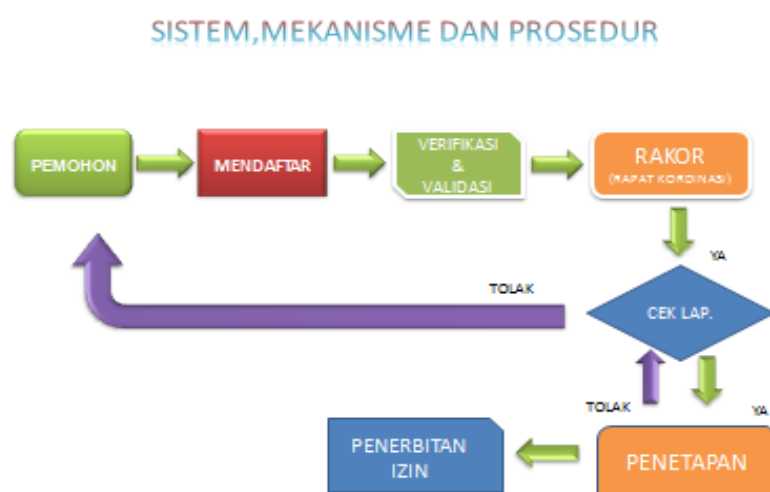 SISTEM,MEKANISME DAN PROSEDUR
PEMOHON
MENDAFTAR
VERIFIKASI
&
VALIDASI
RAKOR
(RAPAT KORDINASI)
YA
TOLAK
CEK LAP.
TOLAK
YA
PENERBITAN
IZIN
PENETAPAN